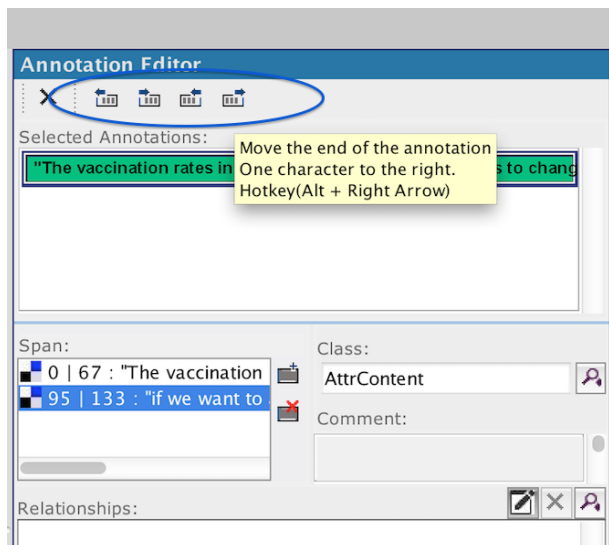 Annotation Editor
Selected Annotations:
"The vaccination rates in
s to chang
Move the end of the annotation
One character to the right.
Hotkey(Alt + Right Arrow)
Span:
0 | 67 : "The vaccination
95 | 133 : "if we want to
Class:
AttrContent
Comment:
Relationships: